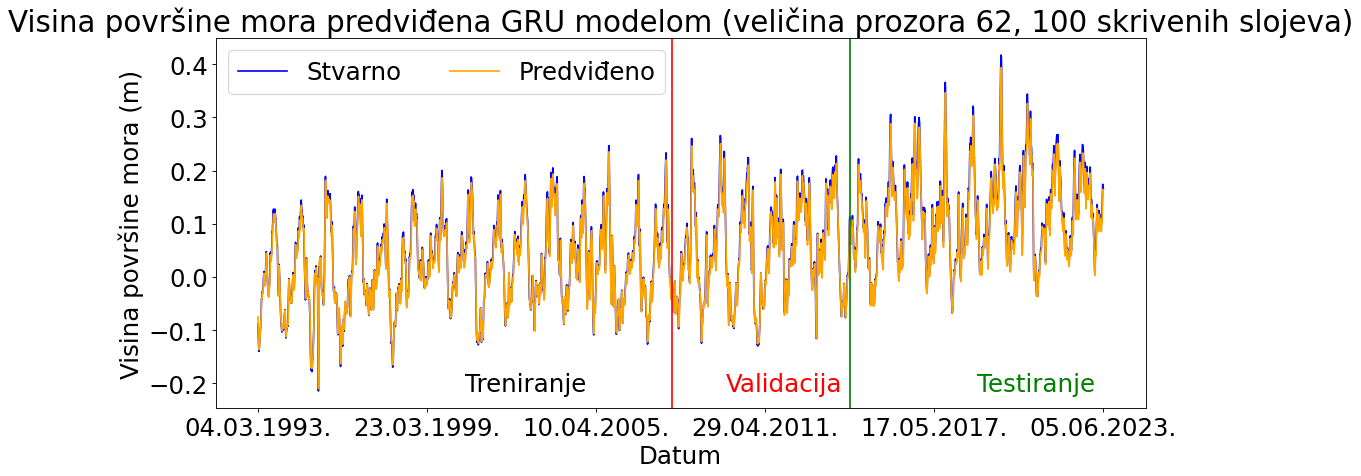 Visina površine mora predviđena GRU modelom (veličina prozora 62, 100 skrivenih slojeva)
Stvarno Predviđeno
Visina površine mora (m)
0.4
0.3
0.2
0.1
0.0
−0.1
−0.2
Treniranje Validacija Testiranje
04.03.1993. 23.03.1999. 10.04.2005. 29.04.2011. 17.05.2017. 05.06.2023.
Datum